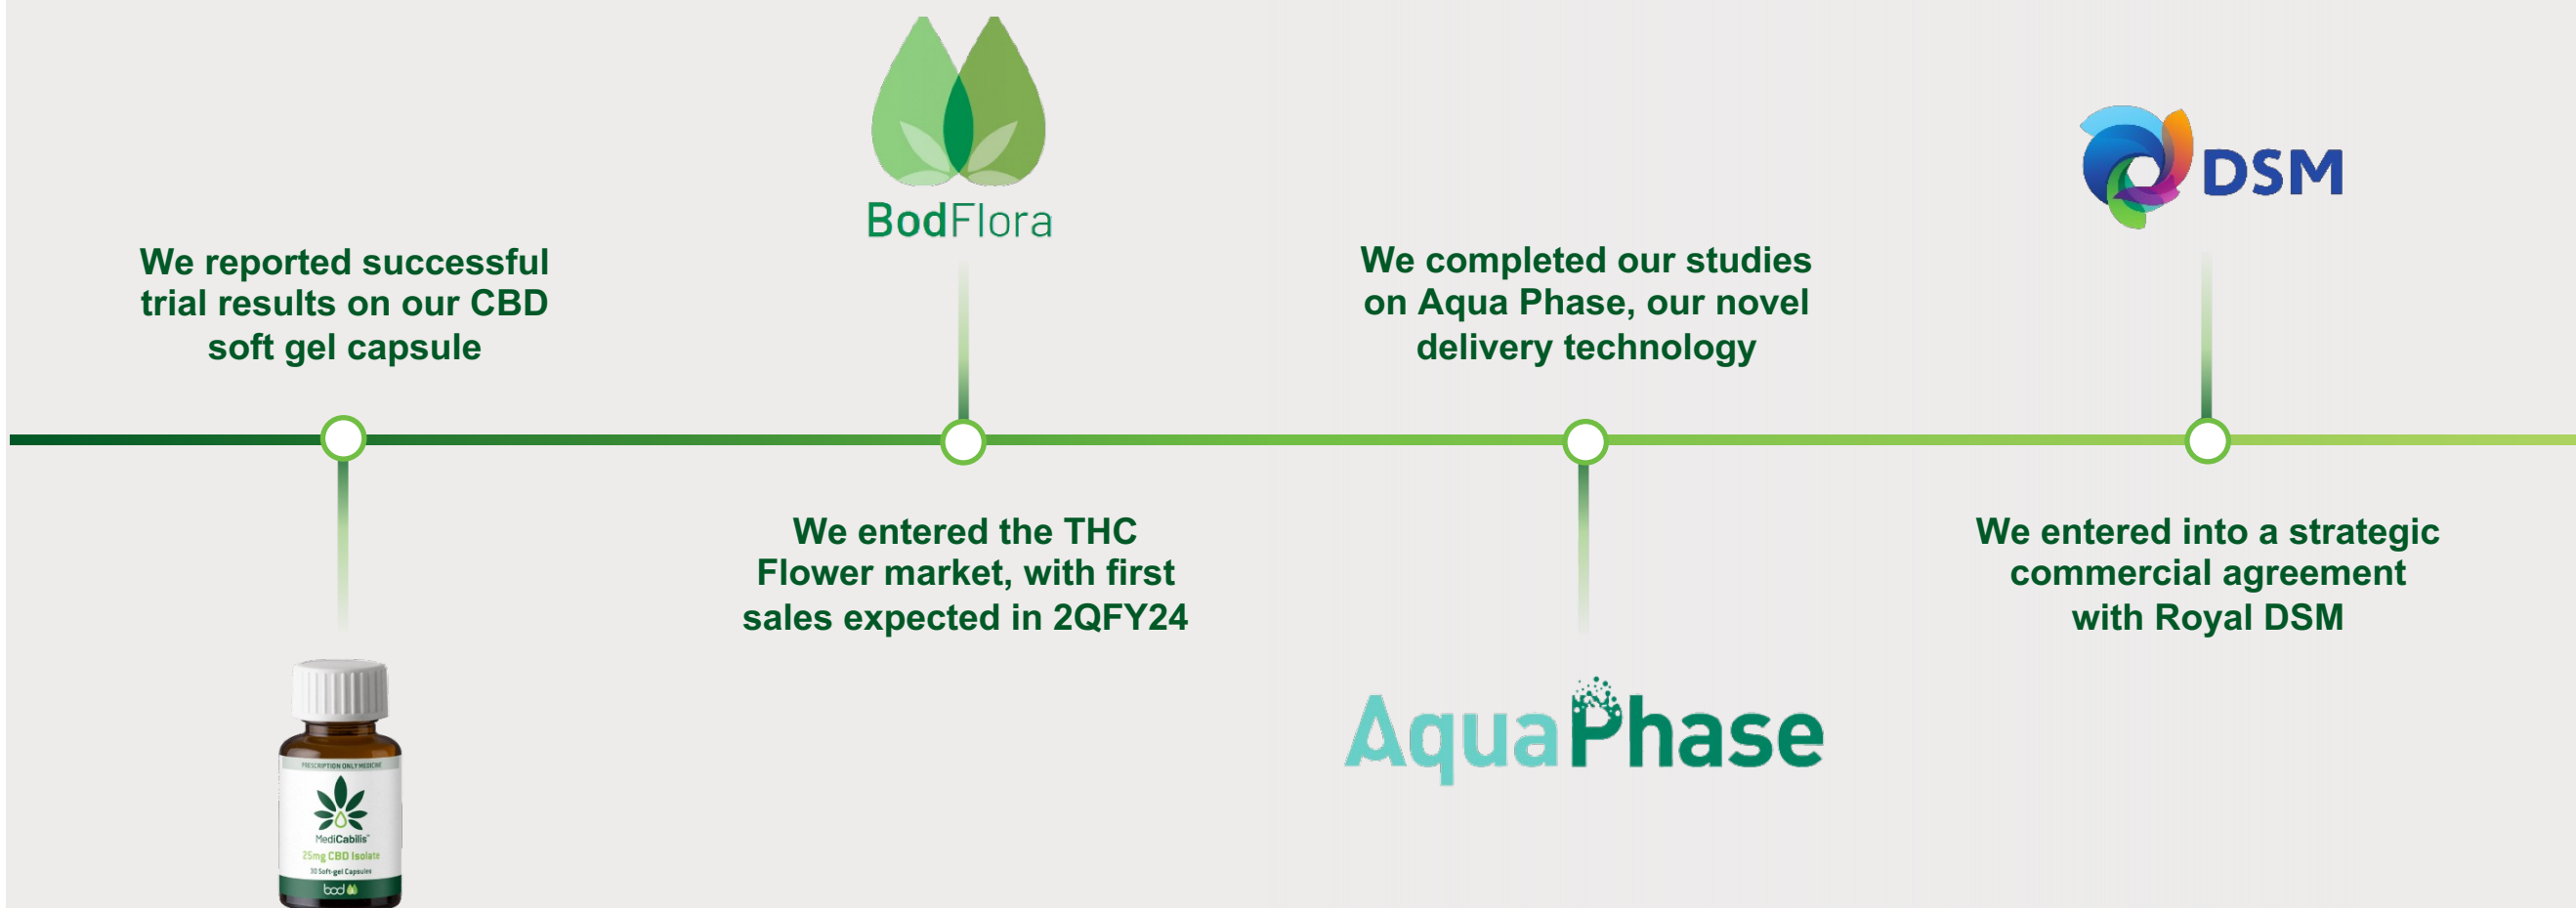 We reported successful
trial results on our CBD
soft gel capsule
PRESCRIPTION ONLY MEDICINE
MediCabilis
25mg CBD Isolate
30 Soft-gel Capsules
bod
BodFlora
We entered the THC
Flower market, with first
sales expected in 2QFY24
We completed our studies
on Aqua Phase, our novel
delivery technology
AquaPhase
DSM
We entered into a strategic
commercial agreement
with Royal DSM